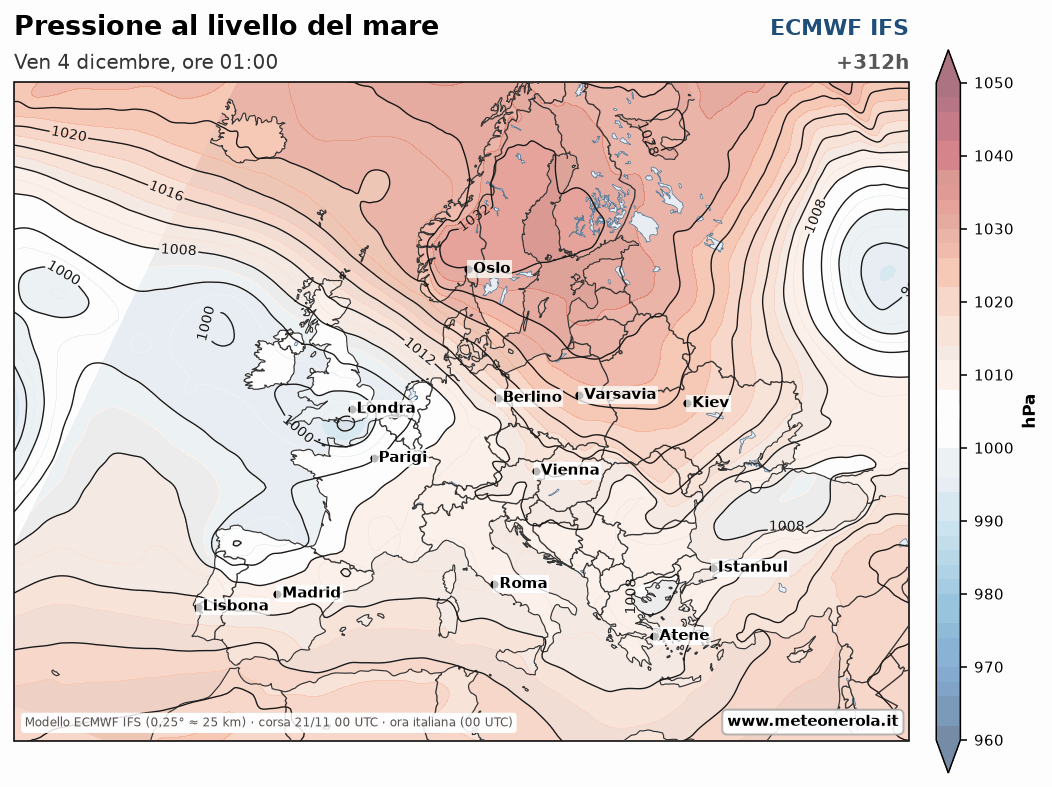 Pressione al livello del mare
ECMWF IFS
Ven 4 dicembre, ore 01:00
+312h
1050
1020
1028
1040
1016
1008
1032
1030
1008
1000
Oslo
1020
1000
1012
1010
Berlino
Varsavia
Kiev
hPa
Londra
1000
1000
Parigi
Vienna
990
1008
Istanbul
Roma
Madrid
980
1008
Lisbona
Atene
970
Modello ECMWF IFS (0,25° ≈ 25 km) · corsa 21/11 00 UTC · ora italiana (00 UTC)
www.meteonerola.it
960